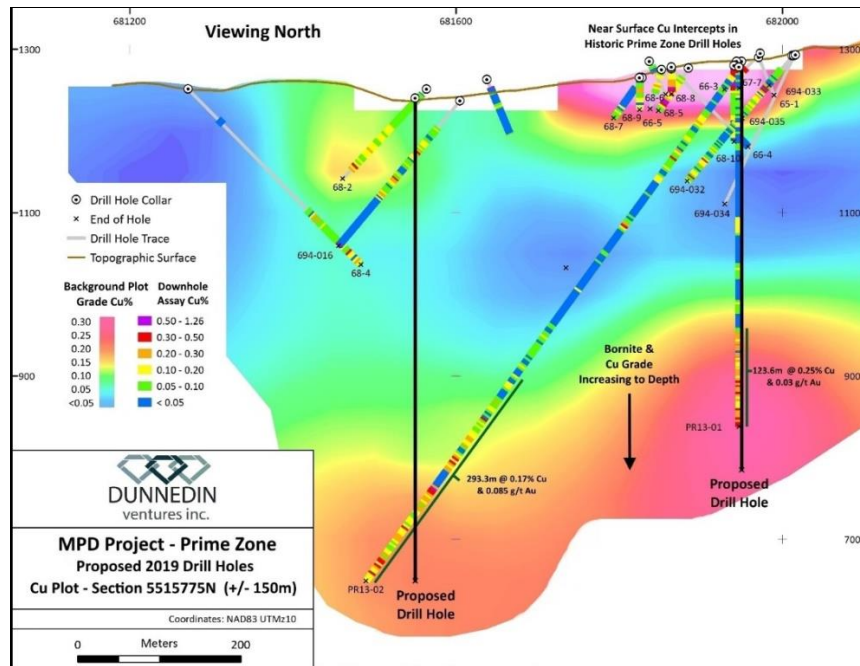 681200
681600
682000
1300
1300
1100
1100
900
900
700
Viewing North
Near Surface Cu Intercepts in
Historic Prime Zone Drill Holes
66-3
67-7
694-033
65-1
68-6
68-8
68-7
68-9
66-5
68-5
694-035
68-10
66-4
694-032
694-034
68-2
694-016
68-4
Drill Hole Collar
End of Hole
Drill Hole Trace
Topographic Surface
Background Plot
Grade Cu%
0.30
0.25
0.20
0.15
0.10
<0.05
Downhole
Assay Cu%
0.50 - 1.26
0.30 - 0.50
0.20 - 0.30
0.10 - 0.20
0.05 - 0.10
< 0.05
Bornite &
Cu Grade
Increasing to Depth
123.6m @ 0.25% Cu
& 0.03 g/t Au
PR13-01
Proposed
Drill Hole
293.3m @ 0.17% Cu
& 0.085 g/t Au
PR13-02
Proposed
Drill Hole
DUNNEDIN
ventures inc.
MPD Project - Prime Zone
Proposed 2019 Drill Holes
Cu Plot - Section 5515775N (+/- 150m)
Coordinates: NAD83 UTMz10
Meters
0
200